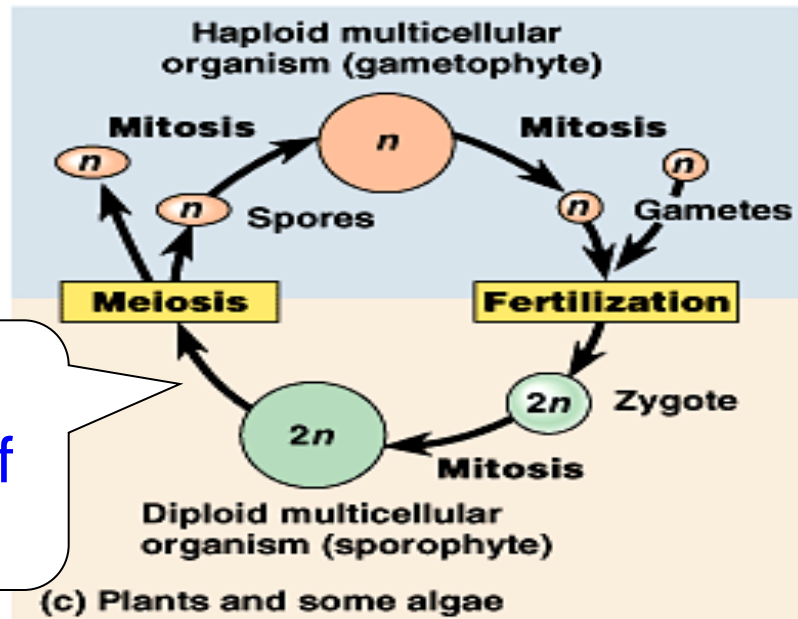 Haploid multicellular
organism (gametophyte)
Mitosis
Mitosis
n
n
n
n
Spores
n
Gametes
Meiosis
Fertilization
2n
Zygote
2n
Mitosis
Diploid multicellular
organism (sporophyte)
(c) Plants and some algae